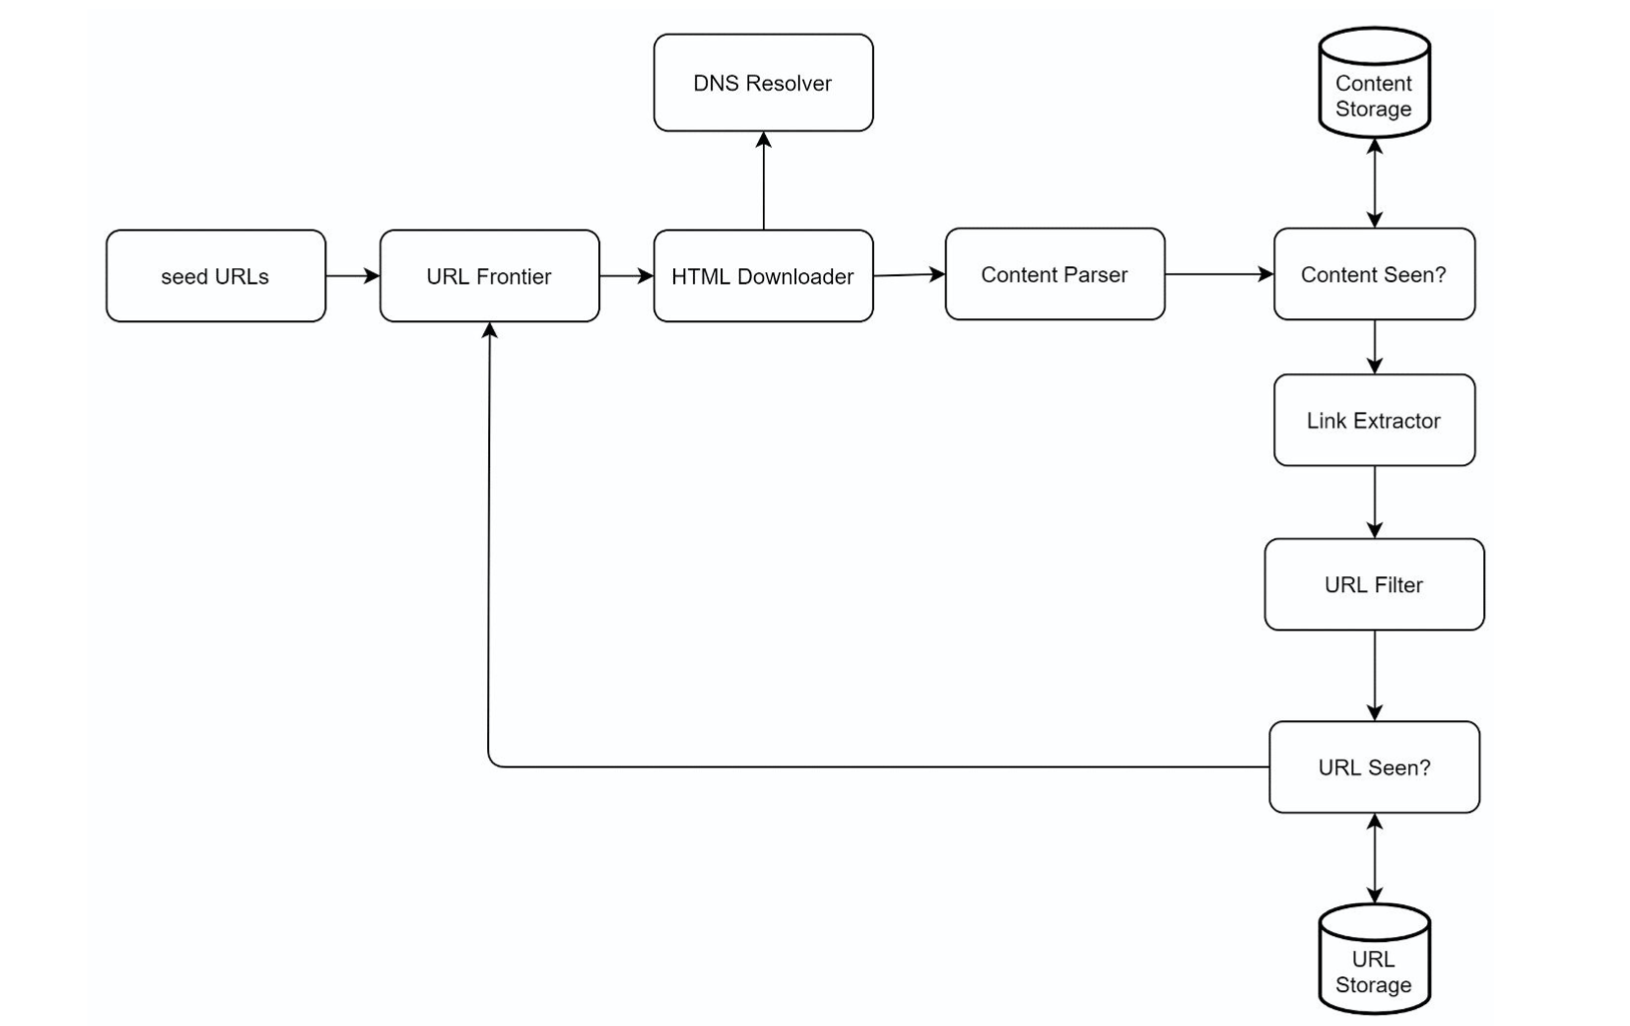 DNS Resolver
Content
Storage
seed URLs
URL Frontier
HTML Downloader
Content Parser
Content Seen?
Link Extractor
URL Filter
URL Seen?
URL
Storage